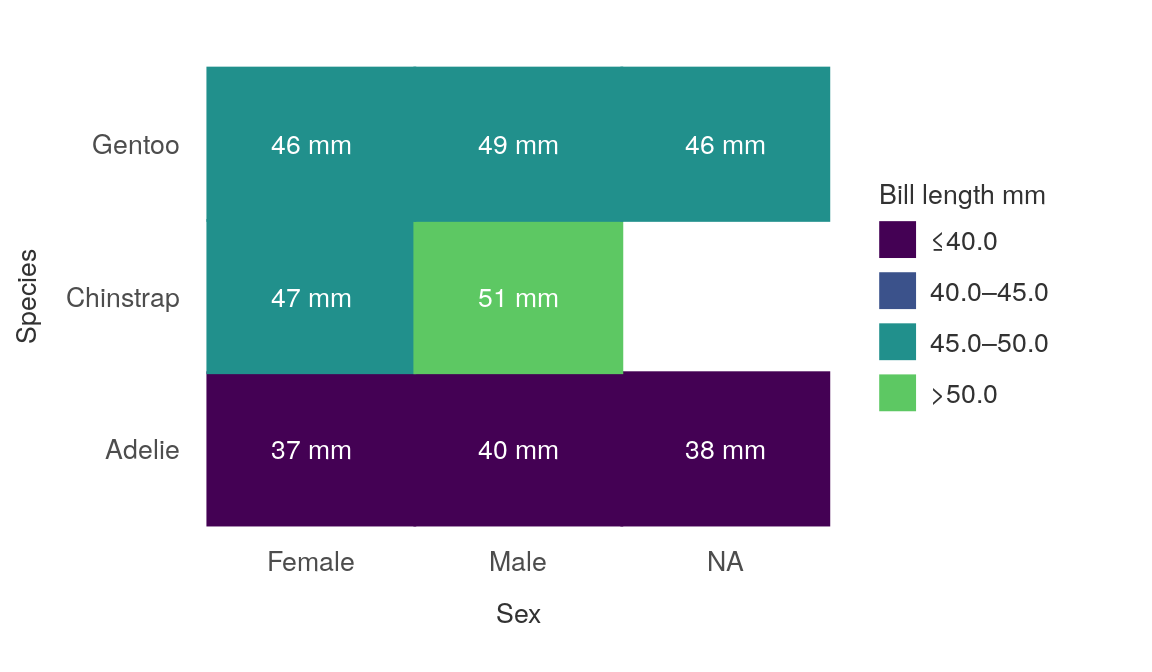 Gentoo 46 mm 49 mm 46 mm
Bill length mm
≤40.0
40.0–45.0
45.0–50.0
>50.0
Species
Chinstrap 47 mm 51 mm
Adelie 37 mm 40 mm 38 mm
Female Male NA
Sex